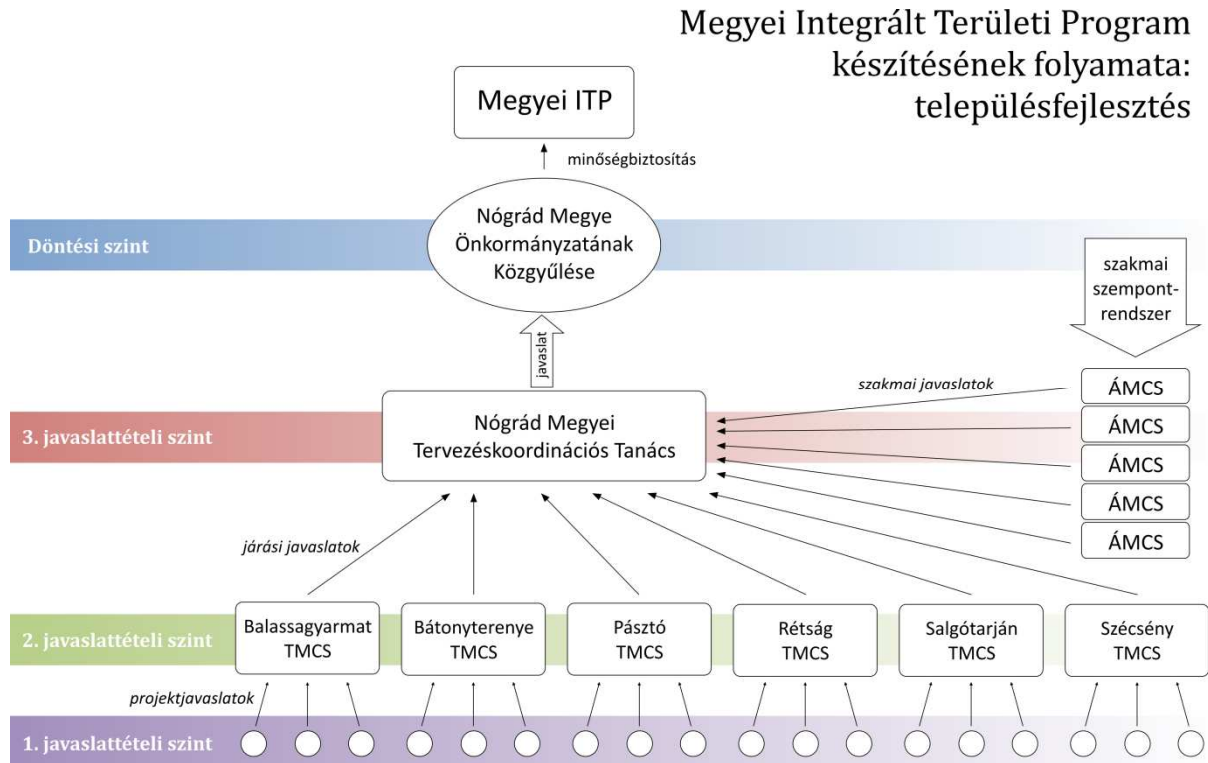 Megyei Integrált Területi Program
készítésének folyamata:
településfejlesztés
Megyei ITP
minőségbiztosítás
Döntési szint
Nógrád Megye
Önkormányzatának
Közgyűlése
szakmai
szempont-
rendszer
javaslat
szakmai javaslatok
ÁMCS
3. javaslattételi szint
Nógrád Megyei
Tervezéskoordinációs Tanács
ÁMCS
ÁMCS
ÁMCS
ÁMCS
járási javaslatok
2. javaslattételi szint
Balassagyarmat
TMCS
Bátonyterenye
TMCS
Pásztó
TMCS
Rétság
TMCS
Salgótarján
TMCS
Szécsény
TMCS
projektjavaslatok
1. javaslattételi szint